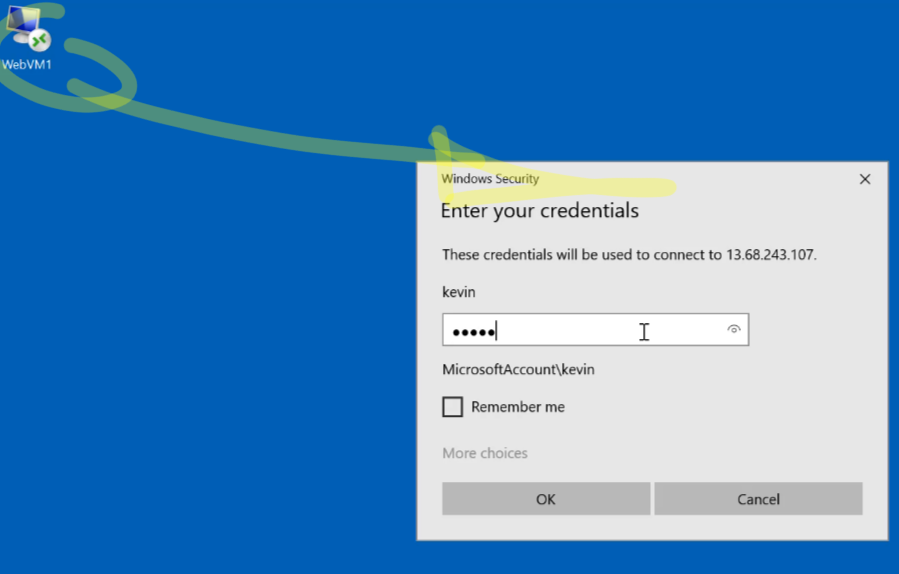 WebVM1
Windows Security
Enter your credentials
These credentials will be used to connect to 13.68.243.107.
kevin
●●●●●
MicrosoftAccount\kevin
Remember me
More choices
OK
Cancel